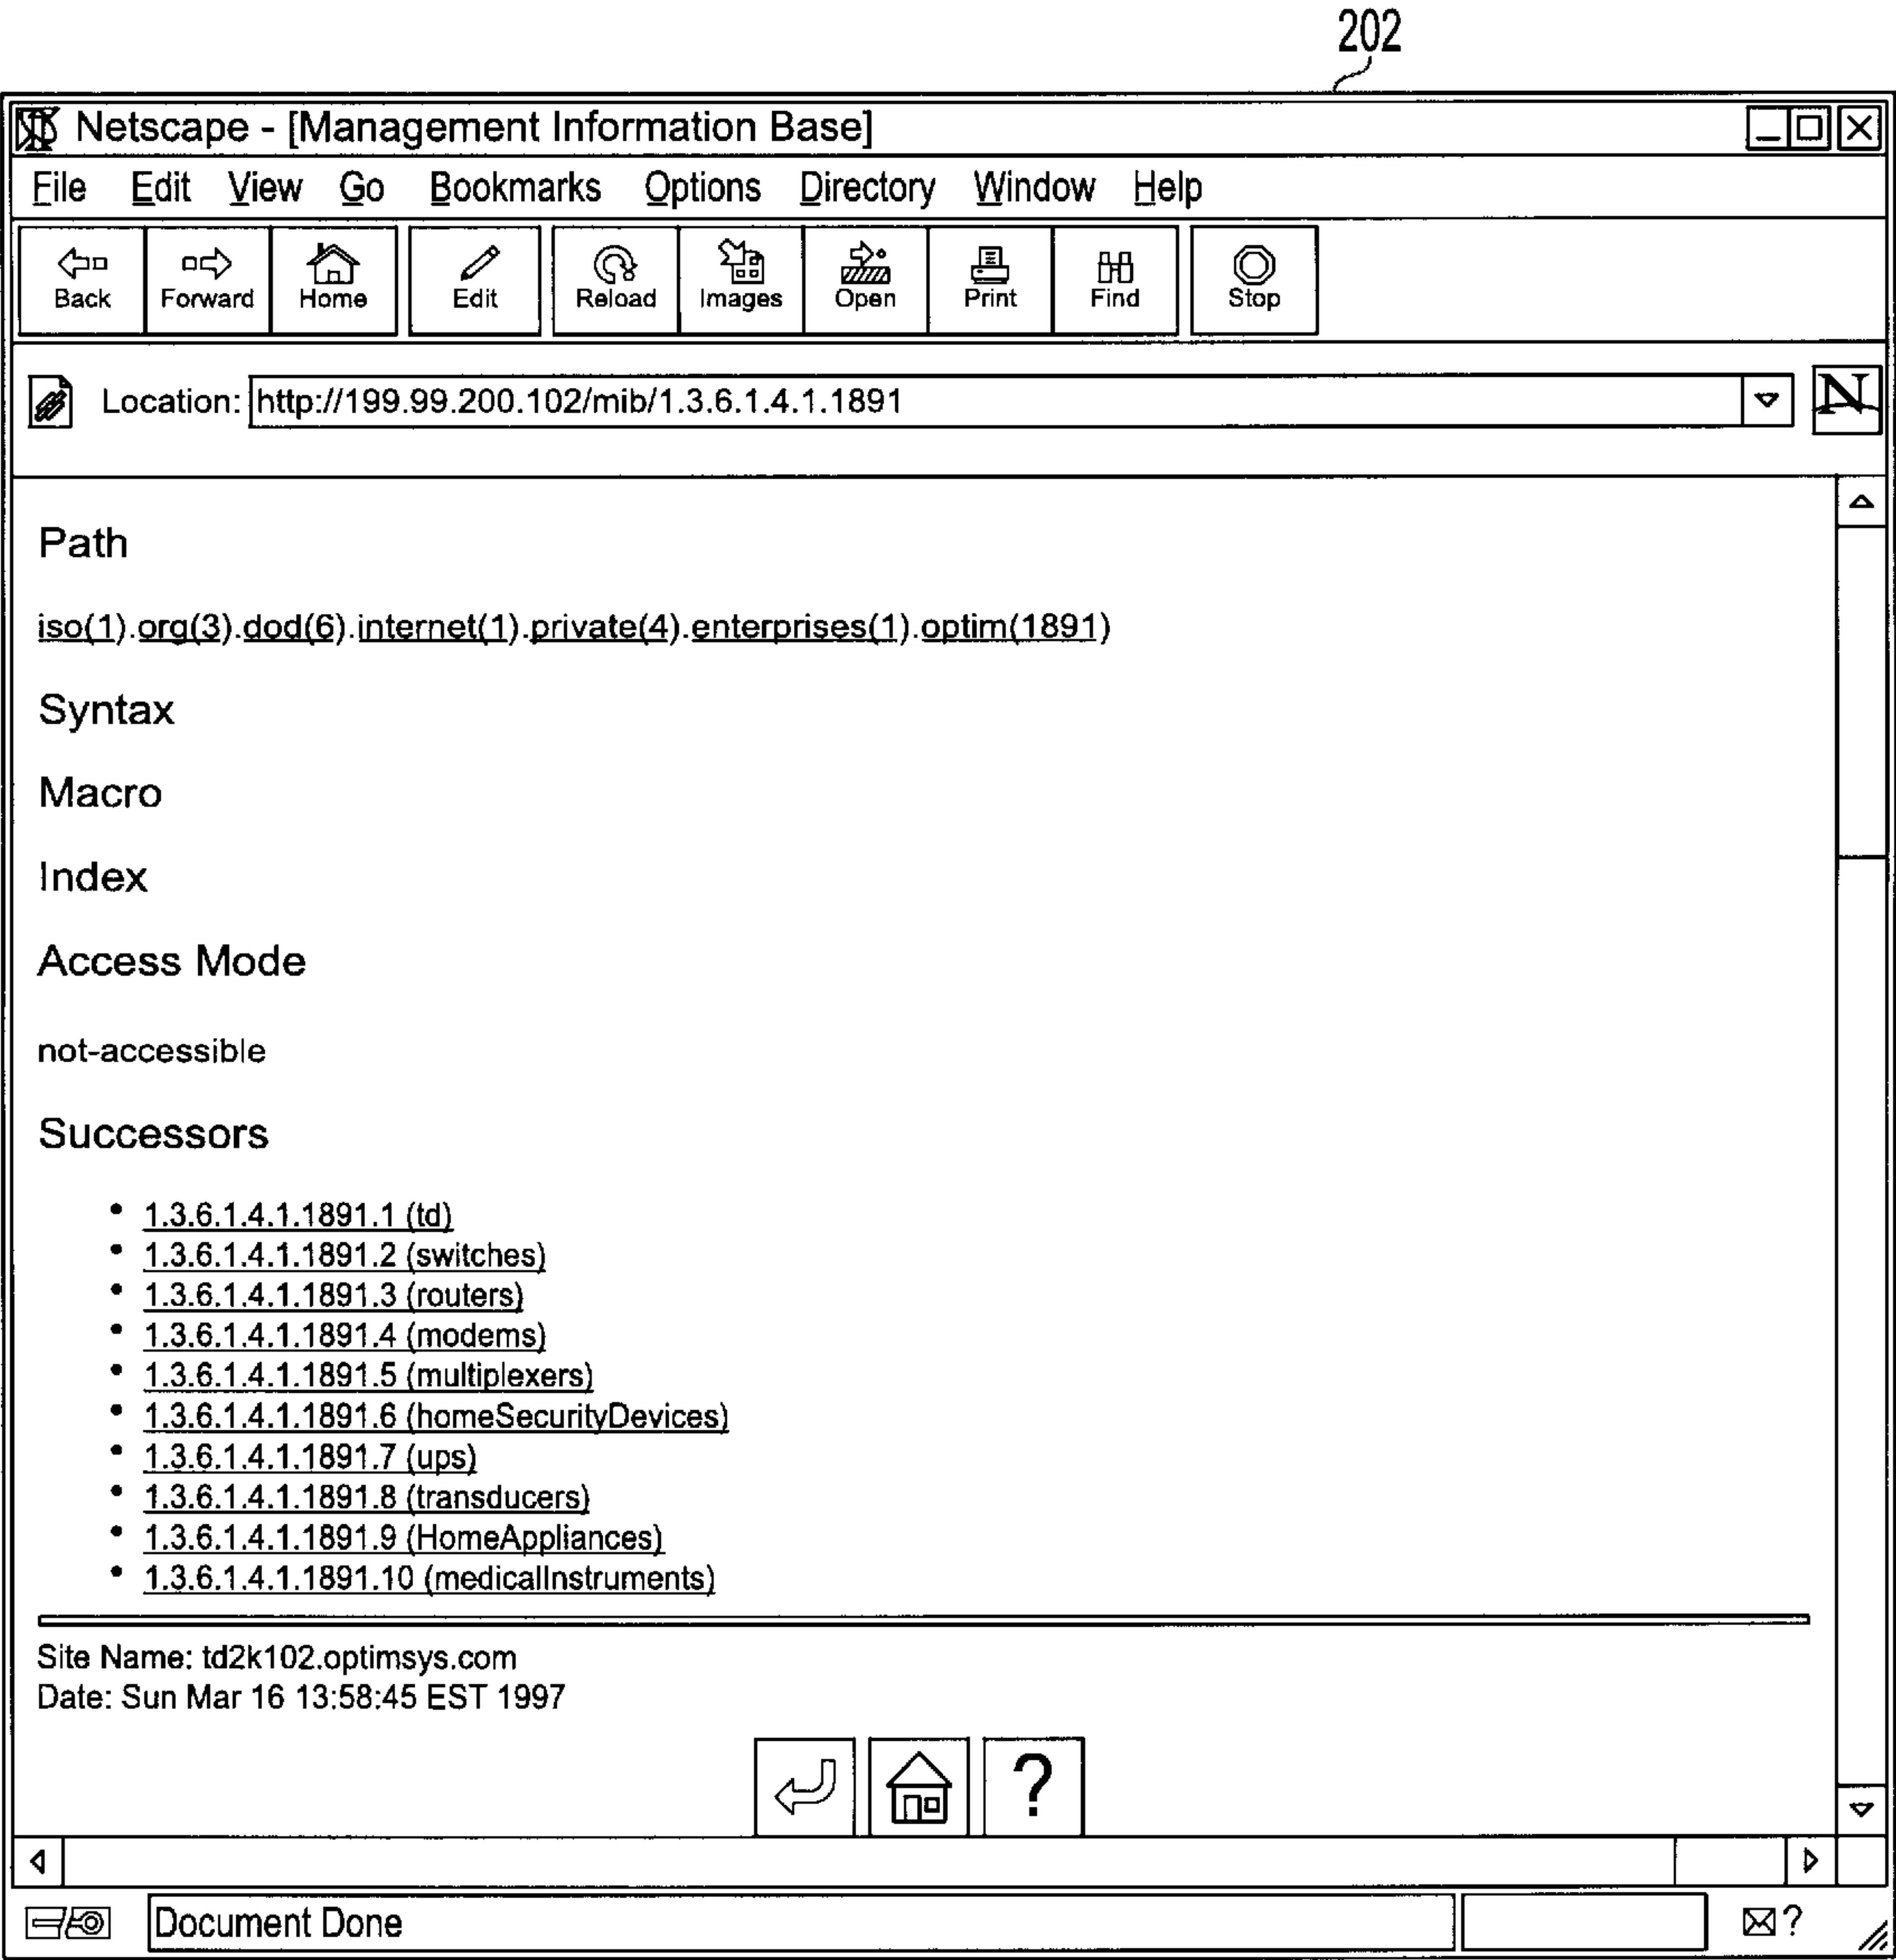 202
Netscape - [Management Information Base]
File Edit View Go Bookmarks Options Directory Window Help
Back Forward Home Edit Reload Images Open Print Find Stop
Location: http://199.99.200.102/mib/1.3.6.1.4.1.1891 N
Path
iso(1).org(3).dod(6).internet(1).private(4).enterprises(1).optim(1891)
Syntax
Macro
Index
Access Mode
not-accessible
Successors
• 1.3.6.1.4.1.1891.1 (td)
• 1.3.6.1.4.1.1891.2 (switches)
• 1.3.6.1.4.1.1891.3 (routers)
• 1.3.6.1.4.1.1891.4 (modems)
• 1.3.6.1.4.1.1891.5 (multiplexers)
• 1.3.6.1.4.1.1891.6 (homeSecurityDevices)
• 1.3.6.1.4.1.1891.7 (ups)
• 1.3.6.1.4.1.1891.8 (transducers)
• 1.3.6.1.4.1.1891.9 (HomeAppliances)
• 1.3.6.1.4.1.1891.10 (medicalInstruments)
Site Name: td2k102.optimsys.com
Date: Sun Mar 16 13:58:45 EST 1997
?
Document Done ?